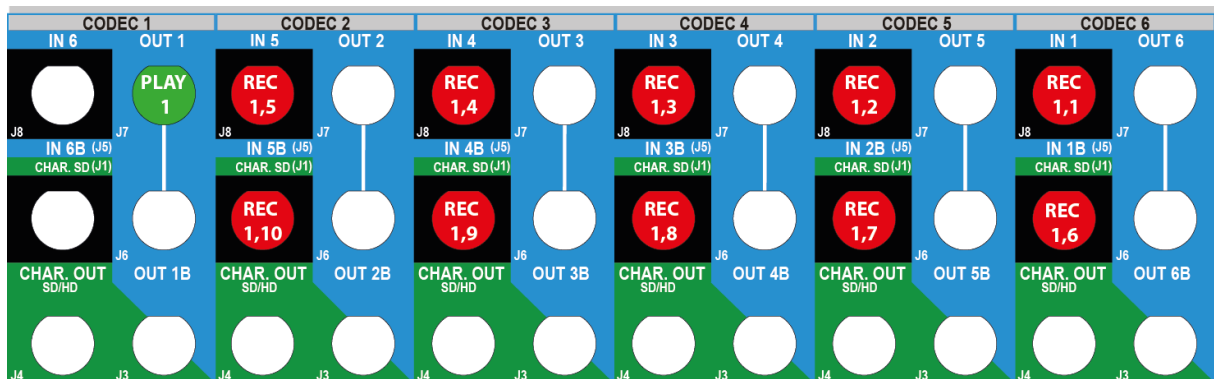 CODEC 1 CODEC 2 CODEC 3 CODEC 4 CODEC 5 CODEC 6
IN 6 OUT 1 IN 5 OUT 2 IN 4 OUT 3 IN 3 OUT 4 IN 2 OUT 5 IN 1 OUT 6
PLAY REC REC REC REC REC
1 1,5 1,4 1,3 1,2 1,1
J8 J7 J8 J7 J8 J7 J8 J7 J8 J7 J8 J7
IN 6B (J5) IN 5B (J5) IN 4B (J5) IN 3B (J5) IN 2B (J5) IN 1B (J5)
CHAR. SD (J1) CHAR. SD (J1) CHAR. SD (J1) CHAR. SD (J1) CHAR. SD (J1) CHAR. SD (J1)
REC REC REC REC REC
1,10 1,9 1,8 1,7 1,6
J6 J6 J6 J6 J6 J6
CHAR. OUT OUT 1B CHAR. OUT OUT 2B CHAR. OUT OUT 3B CHAR. OUT OUT 4B CHAR. OUT OUT 5B CHAR. OUT OUT 6B
SD/HD SD/HD SD/HD SD/HD SD/HD SD/HD
J4 J3 J4 J3 J4 J3 J4 J3 J4 J3 J4 J3